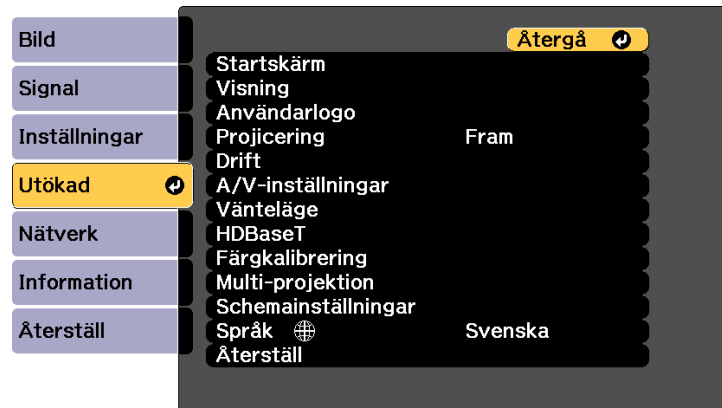 Bild
Signal
Inställningar
Utökad
Nätverk
Information
Återställ
Återgå
Startskärm
Visning
Användarlogo
Projicering Fram
Drift
A/V-inställningar
Vänteläge
HDBaseT
Färgkalibrering
Multi-projektion
Schemainställningar
Språk Svenska
Återställ